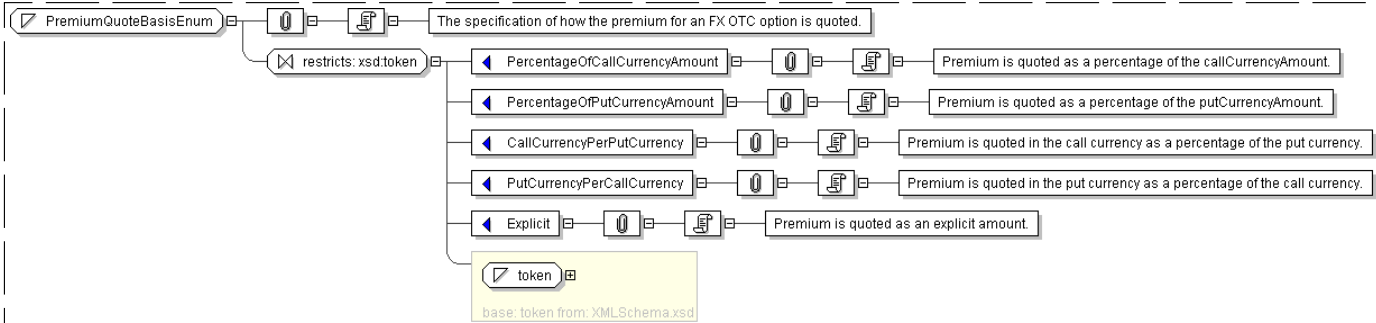 PremiumQuoteBasisEnum The specification of how the premium for an FX OTC option is quoted.
restricts: xsd:token PercentageOfCallCurrencyAmount Premium is quoted as a percentage of the callCurrencyAmount.
PercentageOfPutCurrencyAmount Premium is quoted as a percentage of the putCurrencyAmount.
CallCurrencyPerPutCurrency Premium is quoted in the call currency as a percentage of the put currency.
PutCurrencyPerCallCurrency Premium is quoted in the put currency as a percentage of the call currency.
Explicit Premium is quoted as an explicit amount.
token
base: token from: XMLSchema.xsd